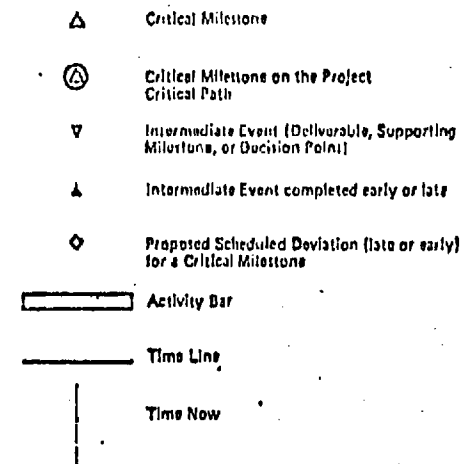 Critical Milestone
Critical Milestone on the Project
Critical Path
Intermediate Event (Deliverable, Supporting
Milestone, or Decision Point)
Intermediate Event completed early or late
Proposed Scheduled Deviation (late or early)
for a Critical Milestone
Activity Bar
Time Line
Time Now